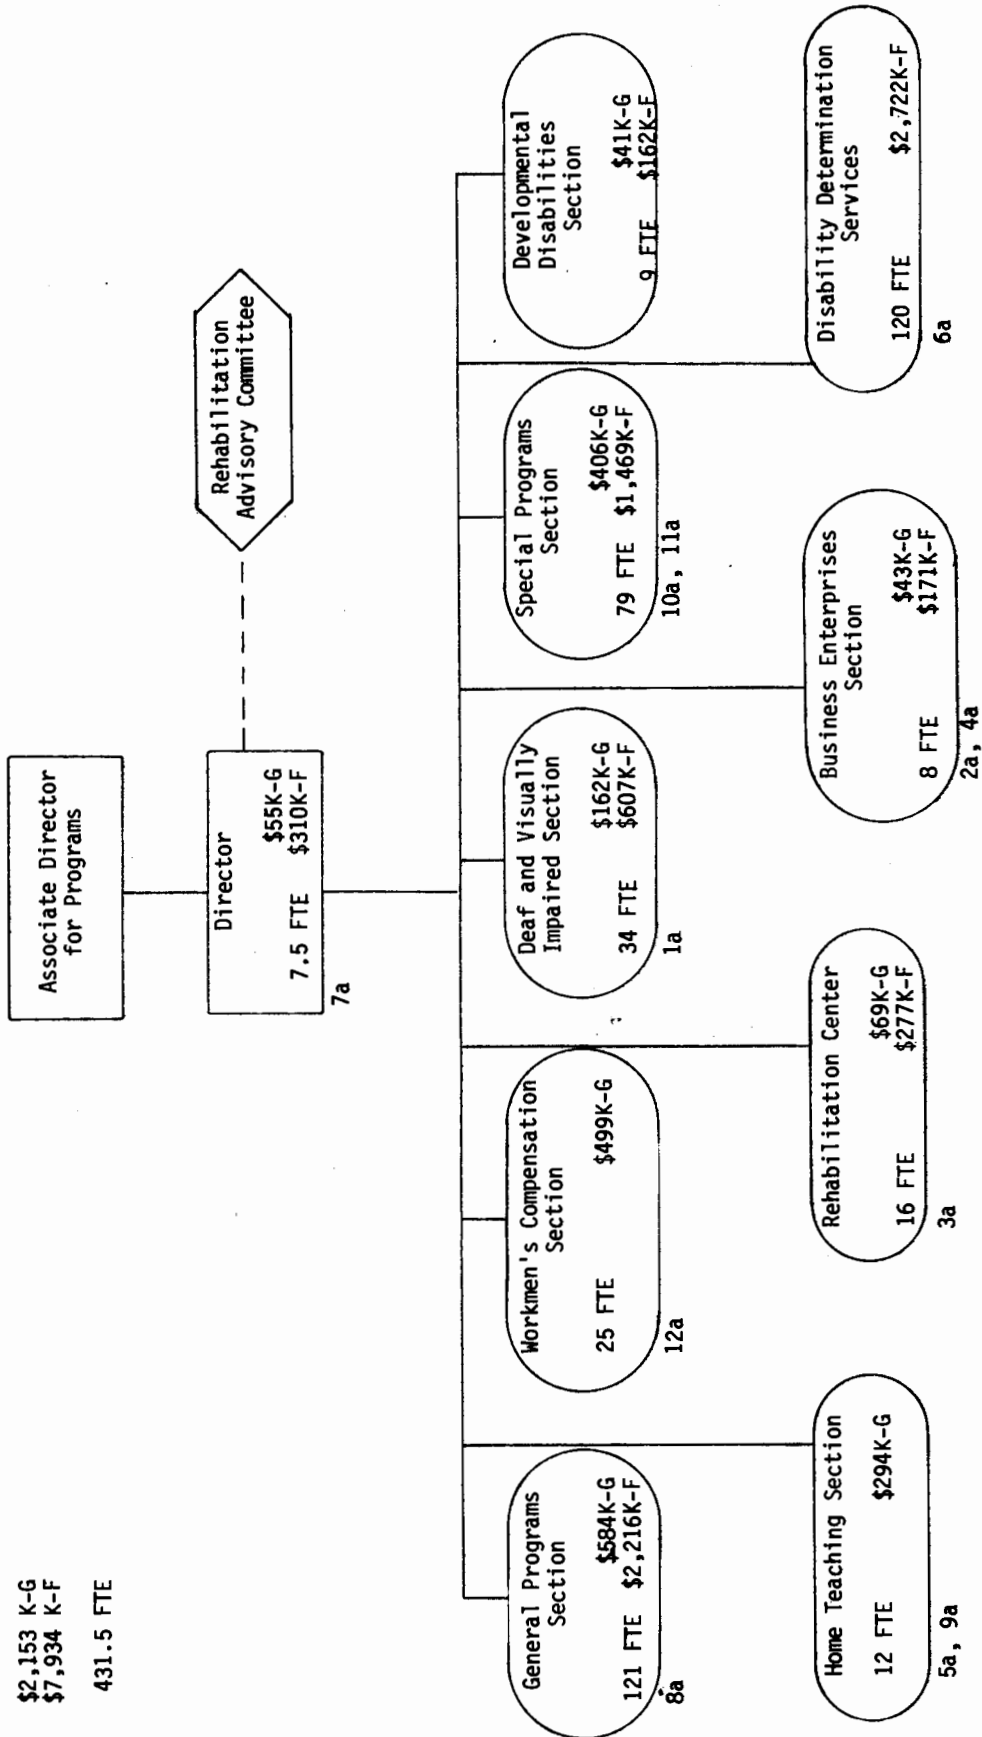 $2,153 K-G
$7,934 K-F
431.5 FTE
Associate Director
for Programs
Director
$55K-G
7.5 FTE $310K-F
7a
Rehabilitation
Advisory Committee
General Programs
Section
$584K-G
121 FTE $2,216K-F
8a
Workmen's Compensation
Section
25 FTE $499K-G
12a
Deaf and Visually
Impaired Section
$162K-G
34 FTE $607K-F
1a
Special Programs
Section
$406K-G
79 FTE $1,469K-F
10a, 11a
Developmental
Disabilities
Section
$41K-G
9 FTE $162K-F
Home Teaching Section
12 FTE $294K-G
5a, 9a
Rehabilitation Center
$69K-G
16 FTE $277K-F
3a
Business Enterprises
Section
$43K-G
8 FTE $171K-F
2a, 4a
Disability Determination
Services
120 FTE $2,722K-F
6a